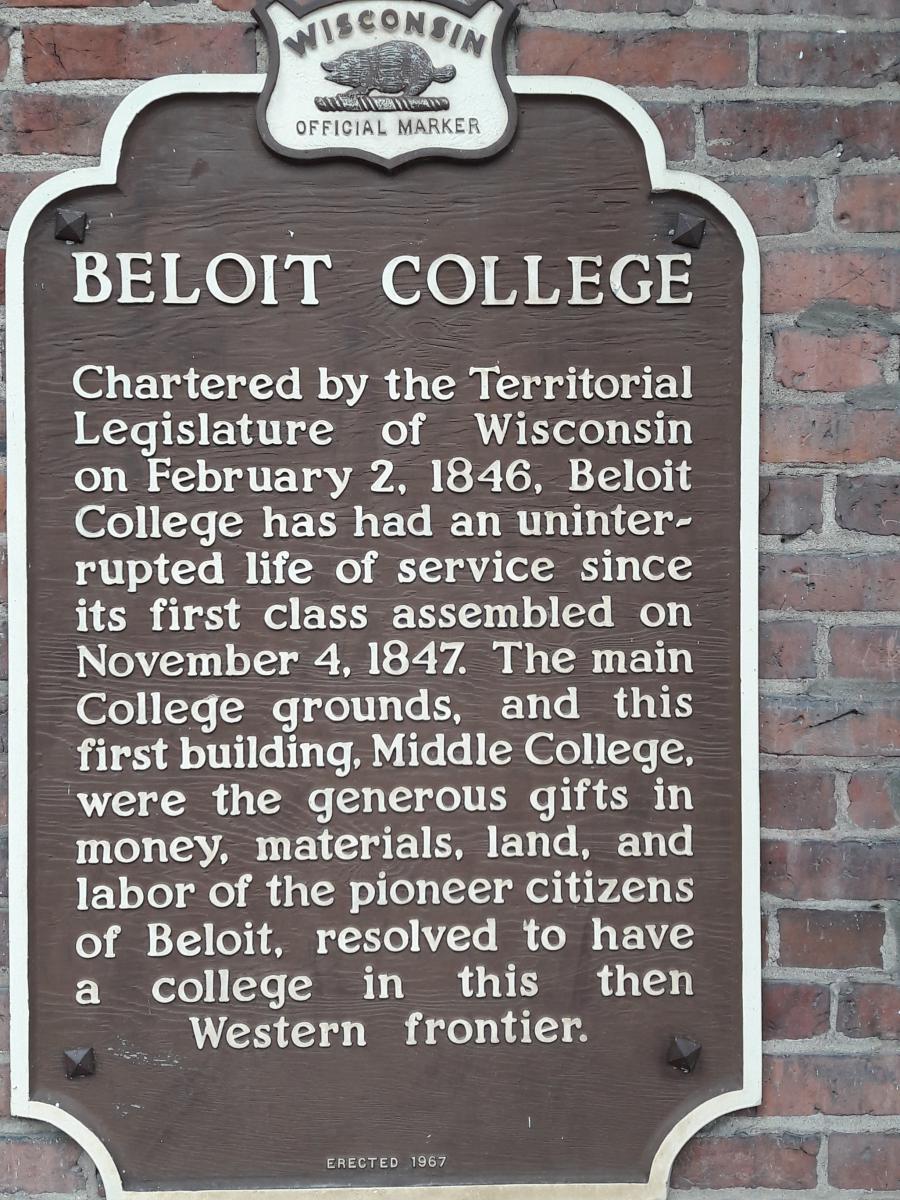 WISCONSIN
OFFICIAL MARKER
BELOIT COLLEGE
Chartered by the Territorial
Legislature of Wisconsin
on February 2, 1846, Beloit
College has had an uninter-
rupted life of service since
its first class assembled on
November 4, 1847. The main
College grounds, and this
first building, Middle College,
were the generous gifts in
money, materials, land, and
labor of the pioneer citizens
of Beloit, resolved to have
a college in this then
Western frontier.
ERECTED 1967